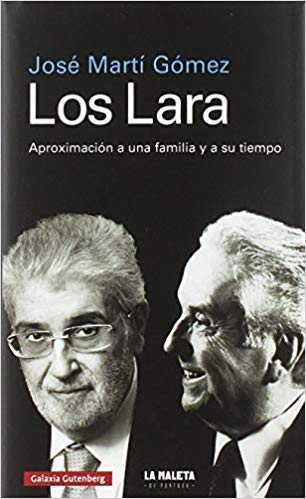 José Martí Gómez
Los Lara
Aproximación a una familia y a su tiempo
Galaxia Gutenberg
LA MALETA
DE PORTBOU